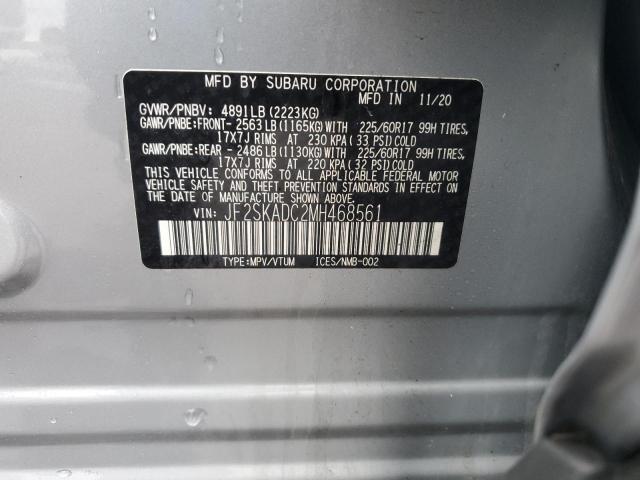 MFD BY SUBARU CORPORATION
MFD IN 11/20
GVWR/PNBV: 4891LB (2223KG)
GAWR/PNBE:FRONT- 2563LB (1165KG) WITH 225/60R17 99H TIRES,
17X7J RIMS AT 230 KPA (33 PSI) COLD
GAWR/PNBE:REAR - 2486LB (1130KG) WITH 225/60R17 99H TIRES,
17X7J RIMS AT 220 KPA (32 PSI) COLD
THIS VEHICLE CONFORMS TO ALL APPLICABLE FEDERAL MOTOR
VEHICLE SAFETY AND THEFT PREVENTION STANDARDS IN EFFECT ON
THE DATE OF MANUFACTURE SHOWN ABOVE.
VIN: JF2SKADC2MH468561
TYPE:MPV/VTUM ICES/NMB-002